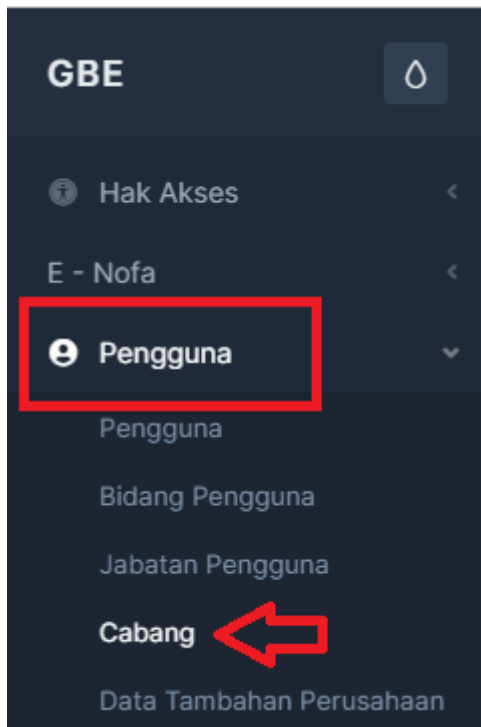 GBE
Hak Akses
E - Nofa
Pengguna
Pengguna
Bidang Pengguna
Jabatan Pengguna
Cabang
Data Tambahan Perusahaan